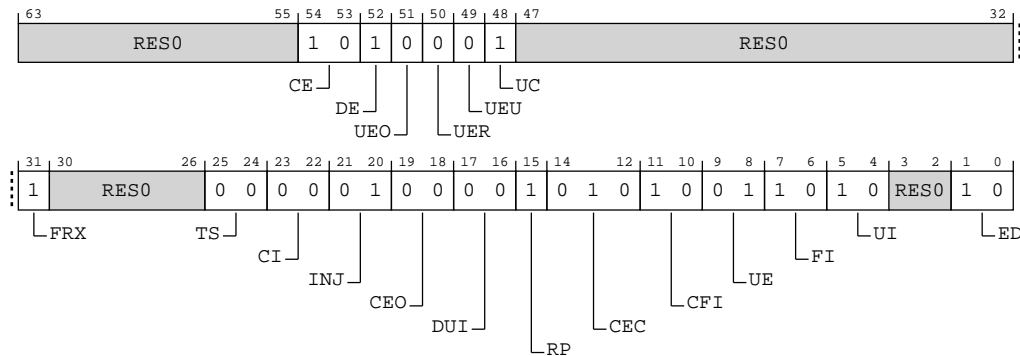 63 55 54 53 52 51 50 49 48 47 32
RES0 1 0 1 0 0 0 1 RES0
CE UC
DE UEU
UEO UER
31 30 26 25 24 23 22 21 20 19 18 17 16 15 14 12 11 10 9 8 7 6 5 4 3 2 1 0
1 RES0 0 0 0 0 0 1 0 0 0 0 1 0 1 0 1 0 0 1 1 0 1 0 RES0 1 0
FRX TS UI ED
CI FI
INJ UE
CEO CFI
DUI CEC
RP